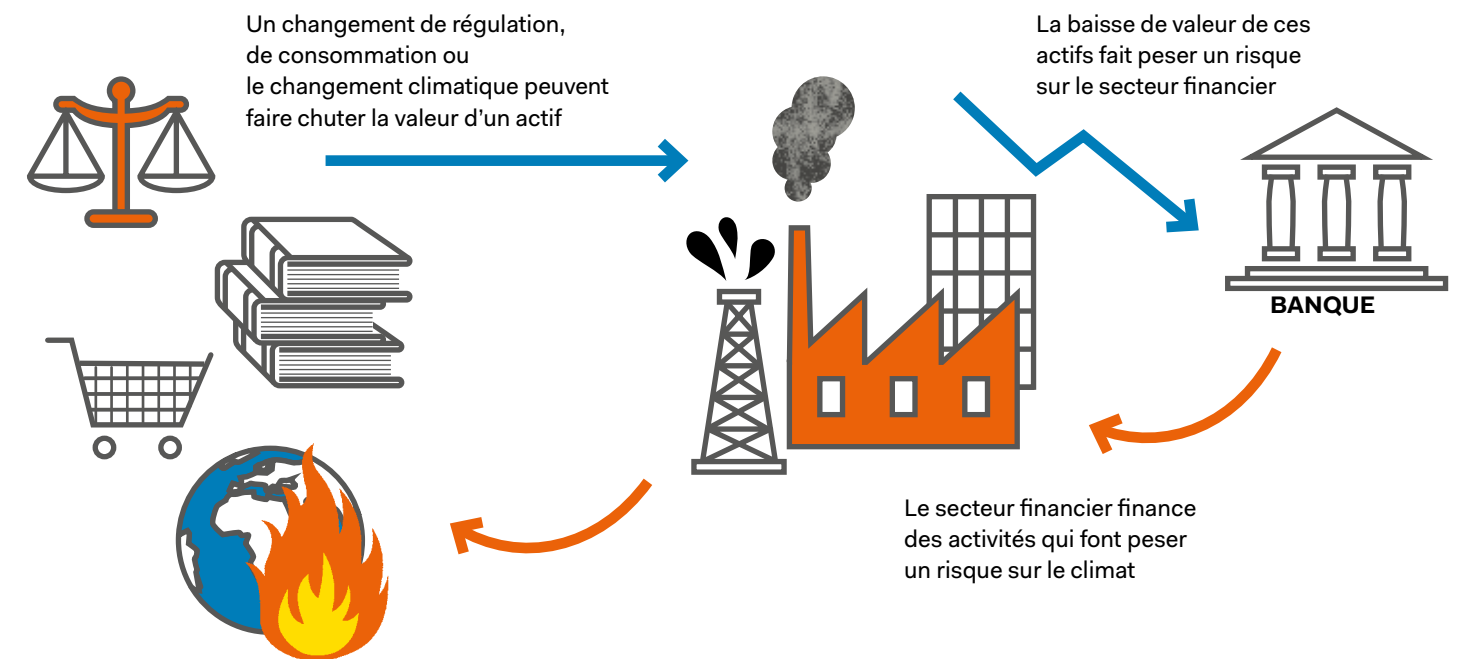 Un changement de régulation,
de consommation ou
le changement climatique peuvent
faire chuter la valeur d’un actif
La baisse de valeur de ces
actifs fait peser un risque
sur le secteur financier
BANQUE
Le secteur financier finance
des activités qui font peser
un risque sur le climat